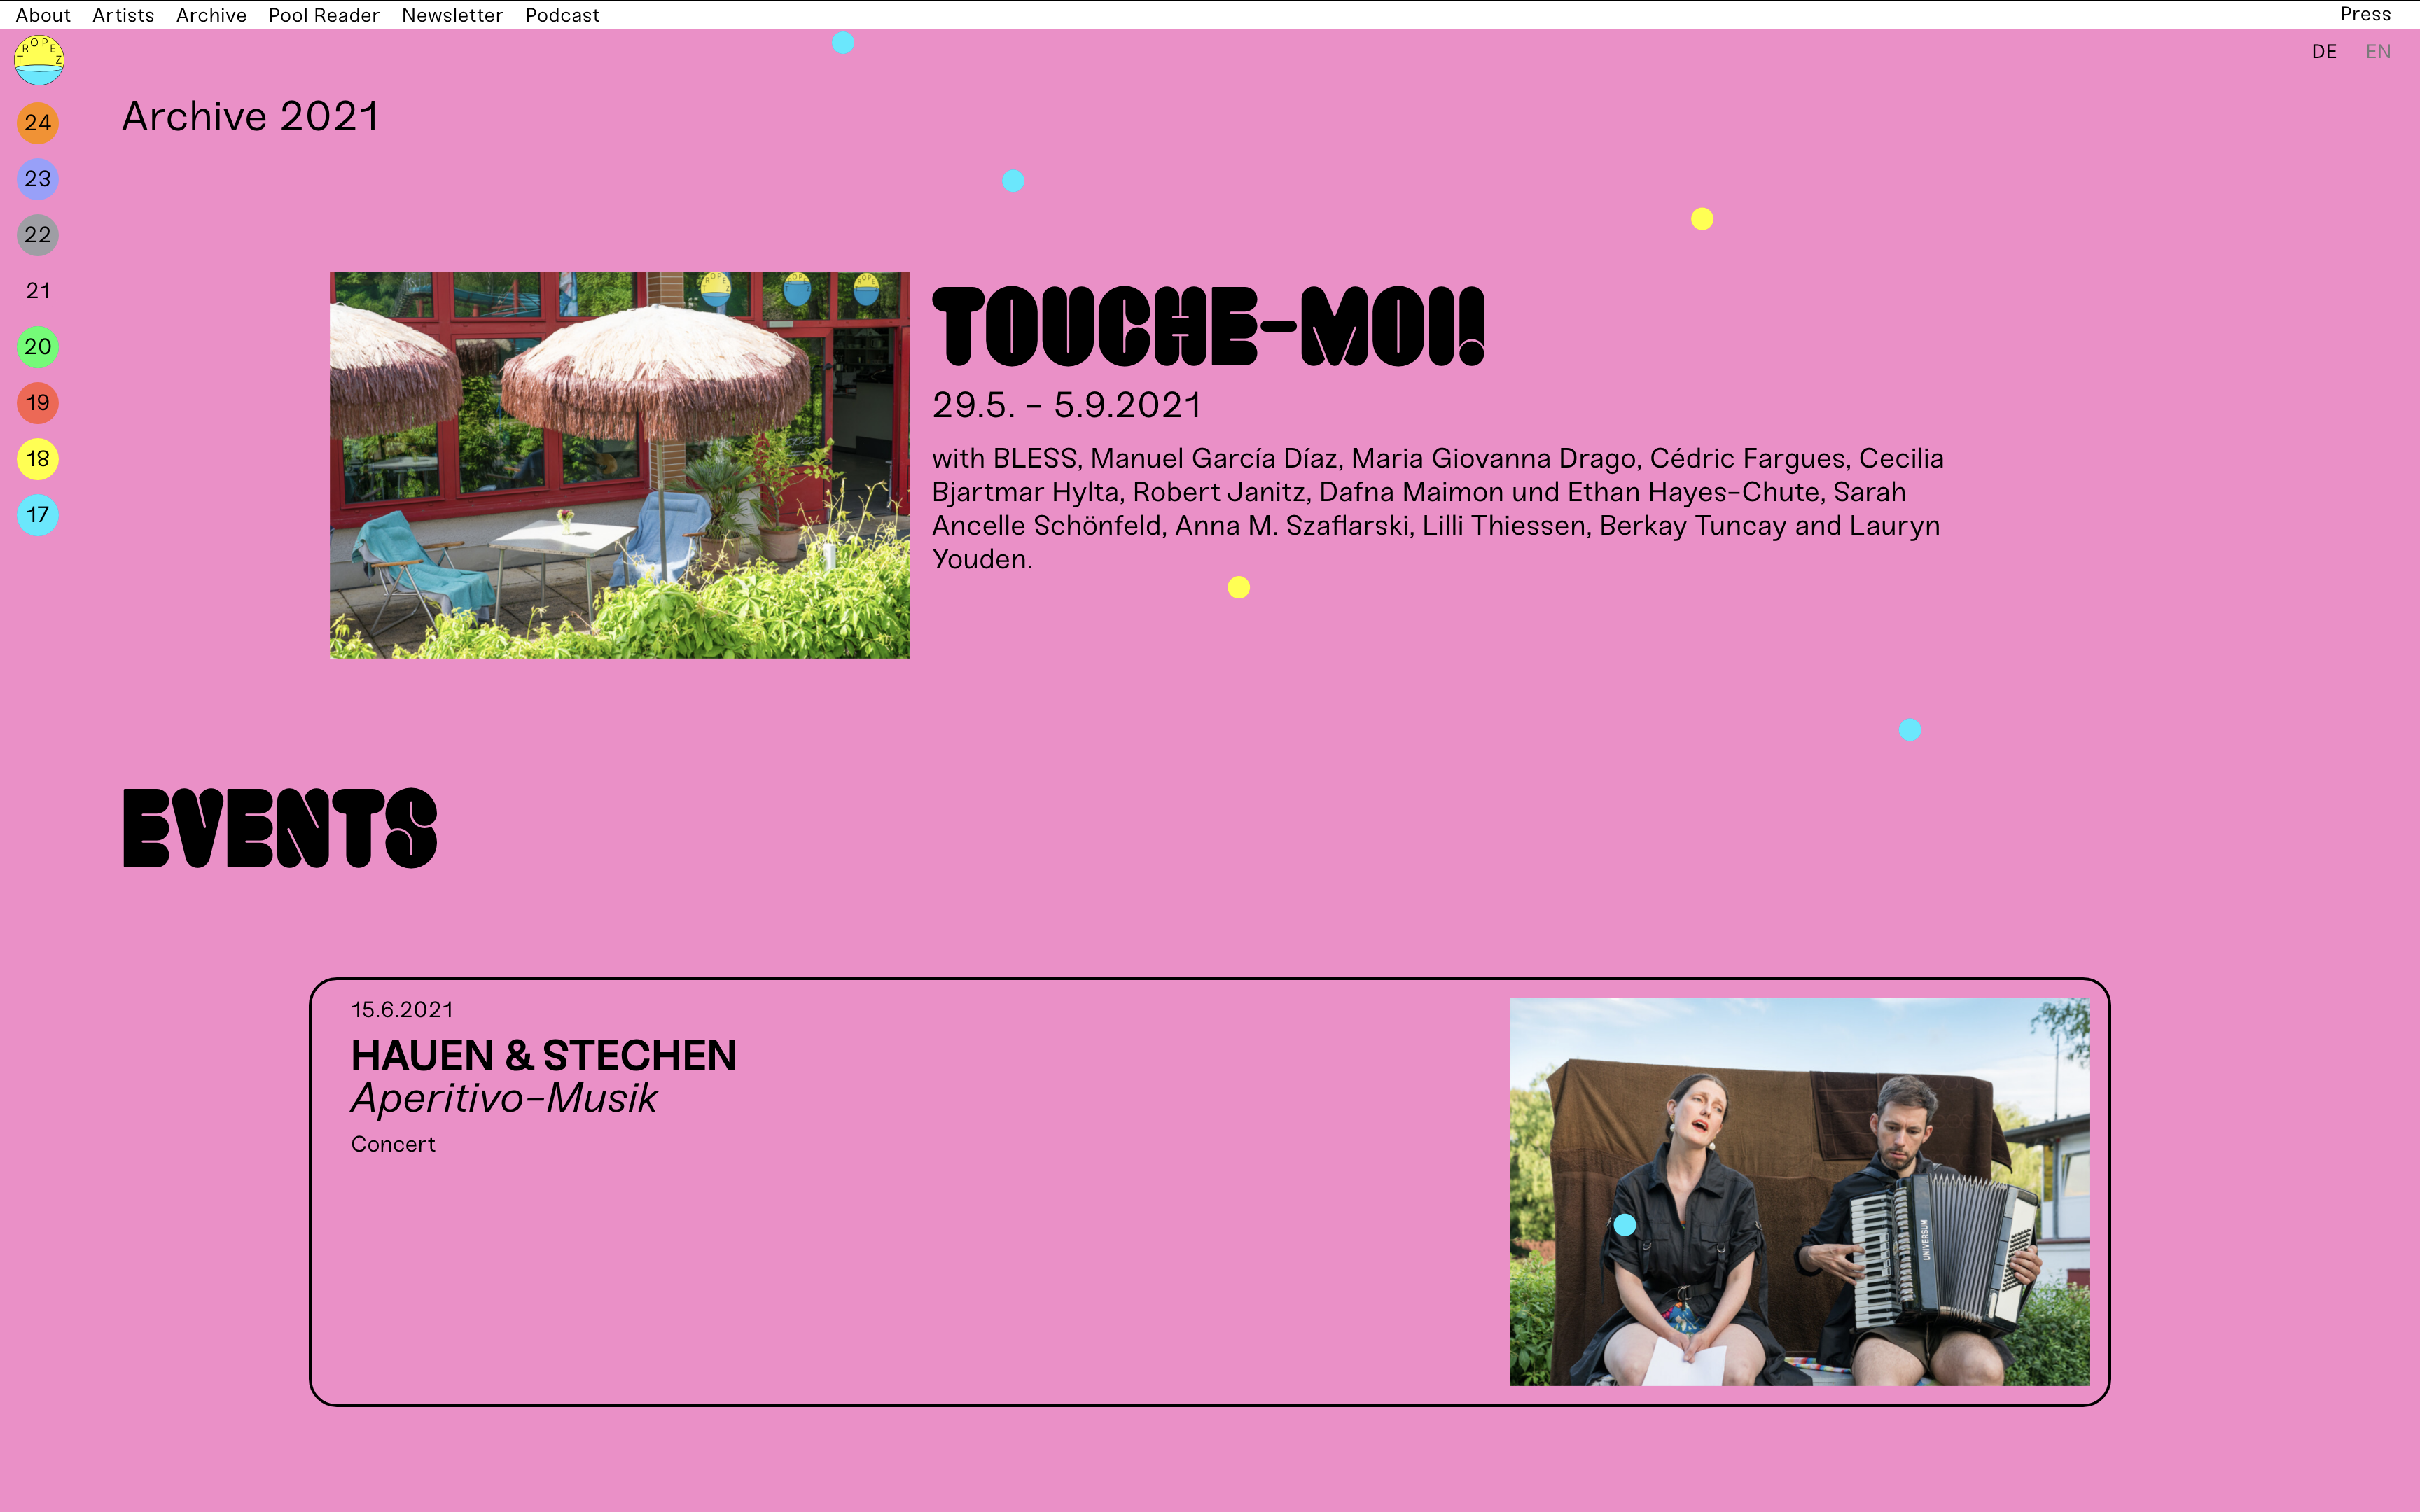 About Artists Archive Pool Reader Newsletter Podcast Press
TROPEZ
DE EN
Archive 2021
24
23
22
21
20
19
18
17
TROPEZ
TROPEZ
TROPEZ
TOUCHE-MOI!
29.5. – 5.9.2021
with BLESS, Manuel García Díaz, Maria Giovanna Drago, Cédric Fargues, Cecilia
Bjartmar Hylta, Robert Janitz, Dafna Maimon und Ethan Hayes-Chute, Sarah
Ancelle Schönfeld, Anna M. Szaflarski, Lilli Thiessen, Berkay Tuncay and Lauryn
Youden.
EVENTS
15.6.2021
HAUEN & STECHEN
Aperitivo-Musik
Concert
UNIVERSUM